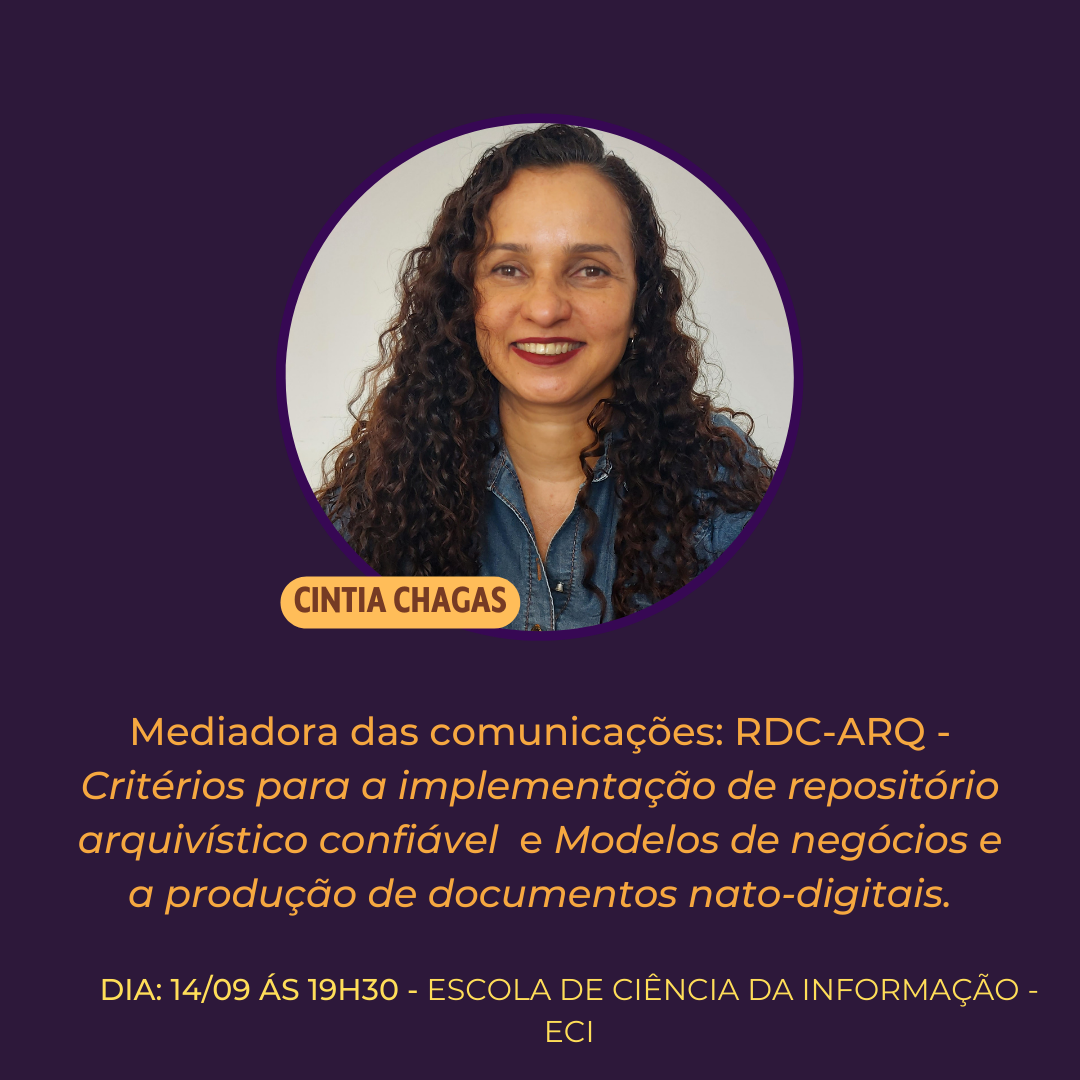 CINTIA CHAGAS
Mediadora das comunicações: RDC-ARQ -
Critérios para a implementação de repositório
arquivístico confiável e Modelos de negócios e
a produção de documentos nato-digitais.
DIA: 14/09 ÁS 19H30 - ESCOLA DE CIÊNCIA DA INFORMAÇÃO -
ECI